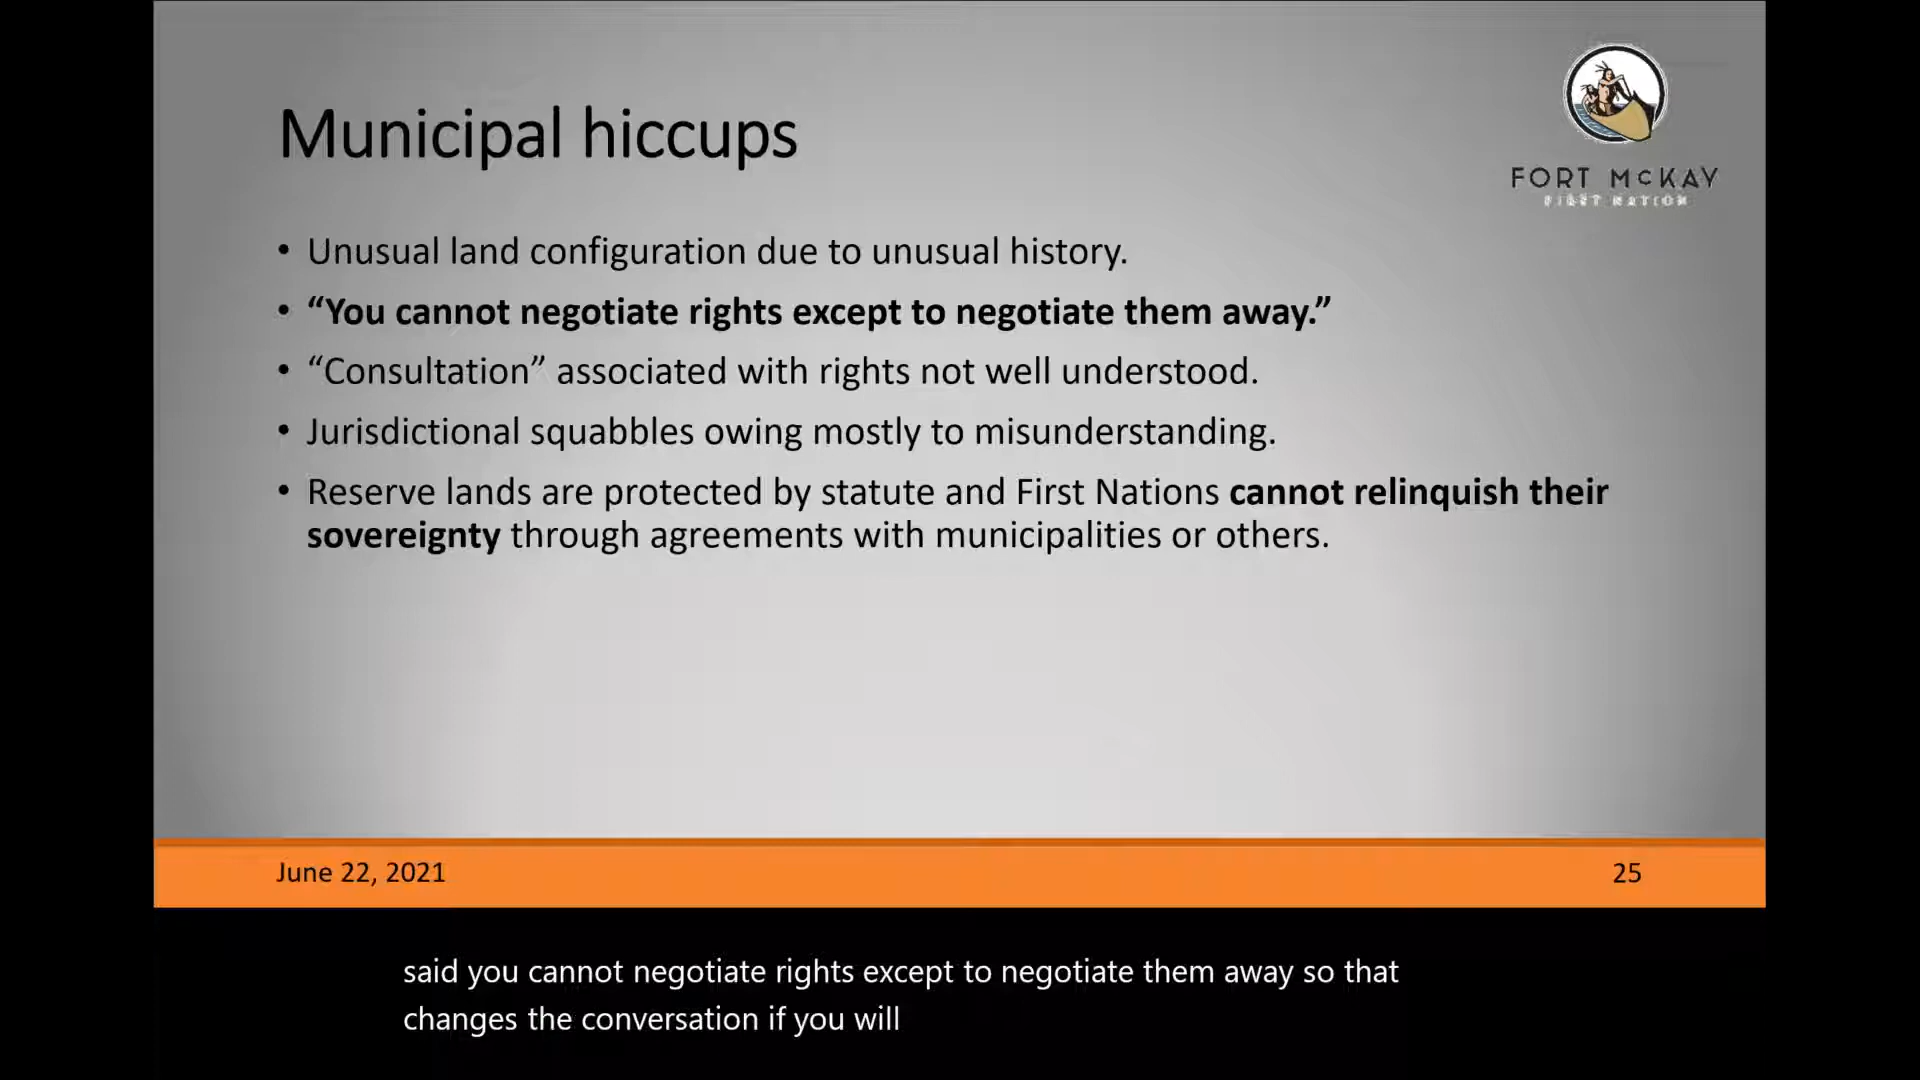 Municipal hiccups
FORT McKAY
FIRST NATION
• Unusual land configuration due to unusual history.
• “You cannot negotiate rights except to negotiate them away.”
• “Consultation” associated with rights not well understood.
• Jurisdictional squabbles owing mostly to misunderstanding.
• Reserve lands are protected by statute and First Nations cannot relinquish their
sovereignty through agreements with municipalities or others.
June 22, 2021
25
said you cannot negotiate rights except to negotiate them away so that
changes the conversation if you will